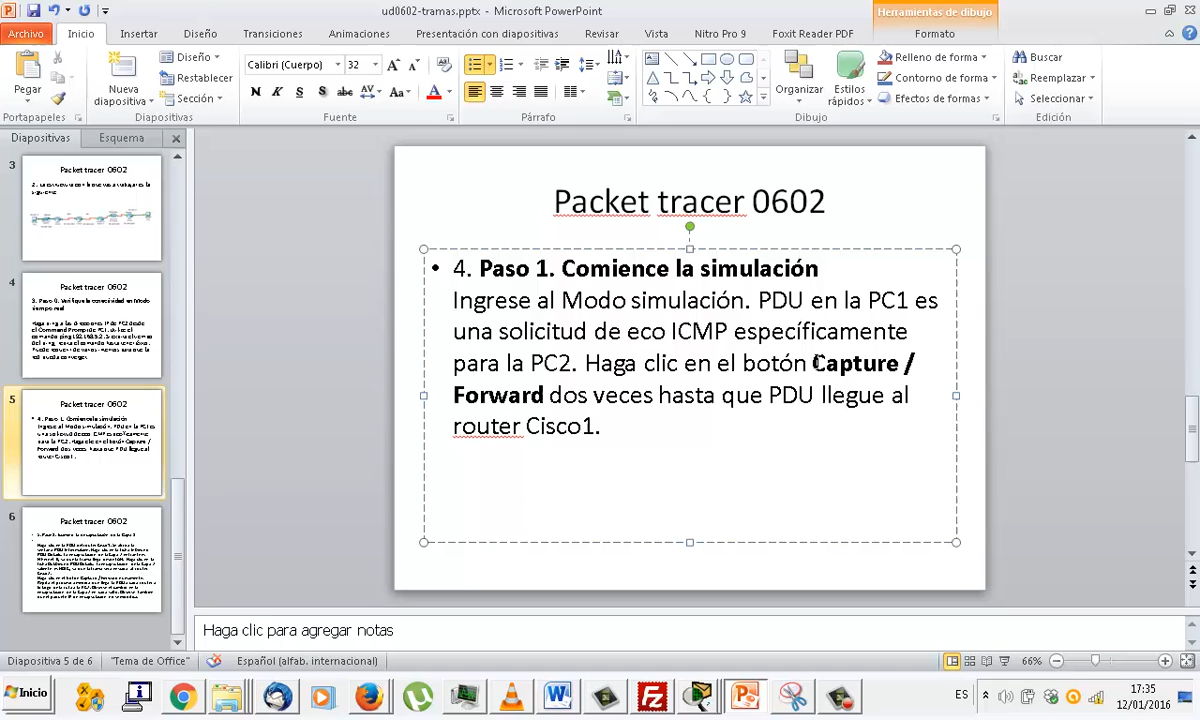 ud0602-tramas.pptx - Microsoft PowerPoint
Herramientas de dibujo
Archivo Inicio Insertar Diseño Transiciones Animaciones Presentación con diapositivas Revisar Vista Nitro Pro 9 Foxit Reader PDF Formato
Pegar
Portapapeles
Nueva diapositiva
Diseño
Restablecer
Sección
Diapositivas
Calibri (Cuerpo) 32
N K S S abc AV Aa A
Fuente
Párrafo
Organizar
Estilos rápidos
Relleno de forma
Contorno de forma
Efectos de formas
Dibujo
Buscar
Reemplazar
Seleccionar
Edición
Diapositivas Esquema
3
Packet tracer 0602
4
Packet tracer 0602
5
Packet tracer 0602
6
Packet tracer 0602
Packet tracer 0602
• 4. Paso 1. Comience la simulación
Ingrese al Modo simulación. PDU en la PC1 es
una solicitud de eco ICMP específicamente
para la PC2. Haga clic en el botón Capture /
Forward dos veces hasta que PDU llegue al
router Cisco1.
Haga clic para agregar notas
Diapositiva 5 de 6 "Tema de Office" Español (alfab. internacional) 66%
Inicio
ES
17:35
12/01/2016